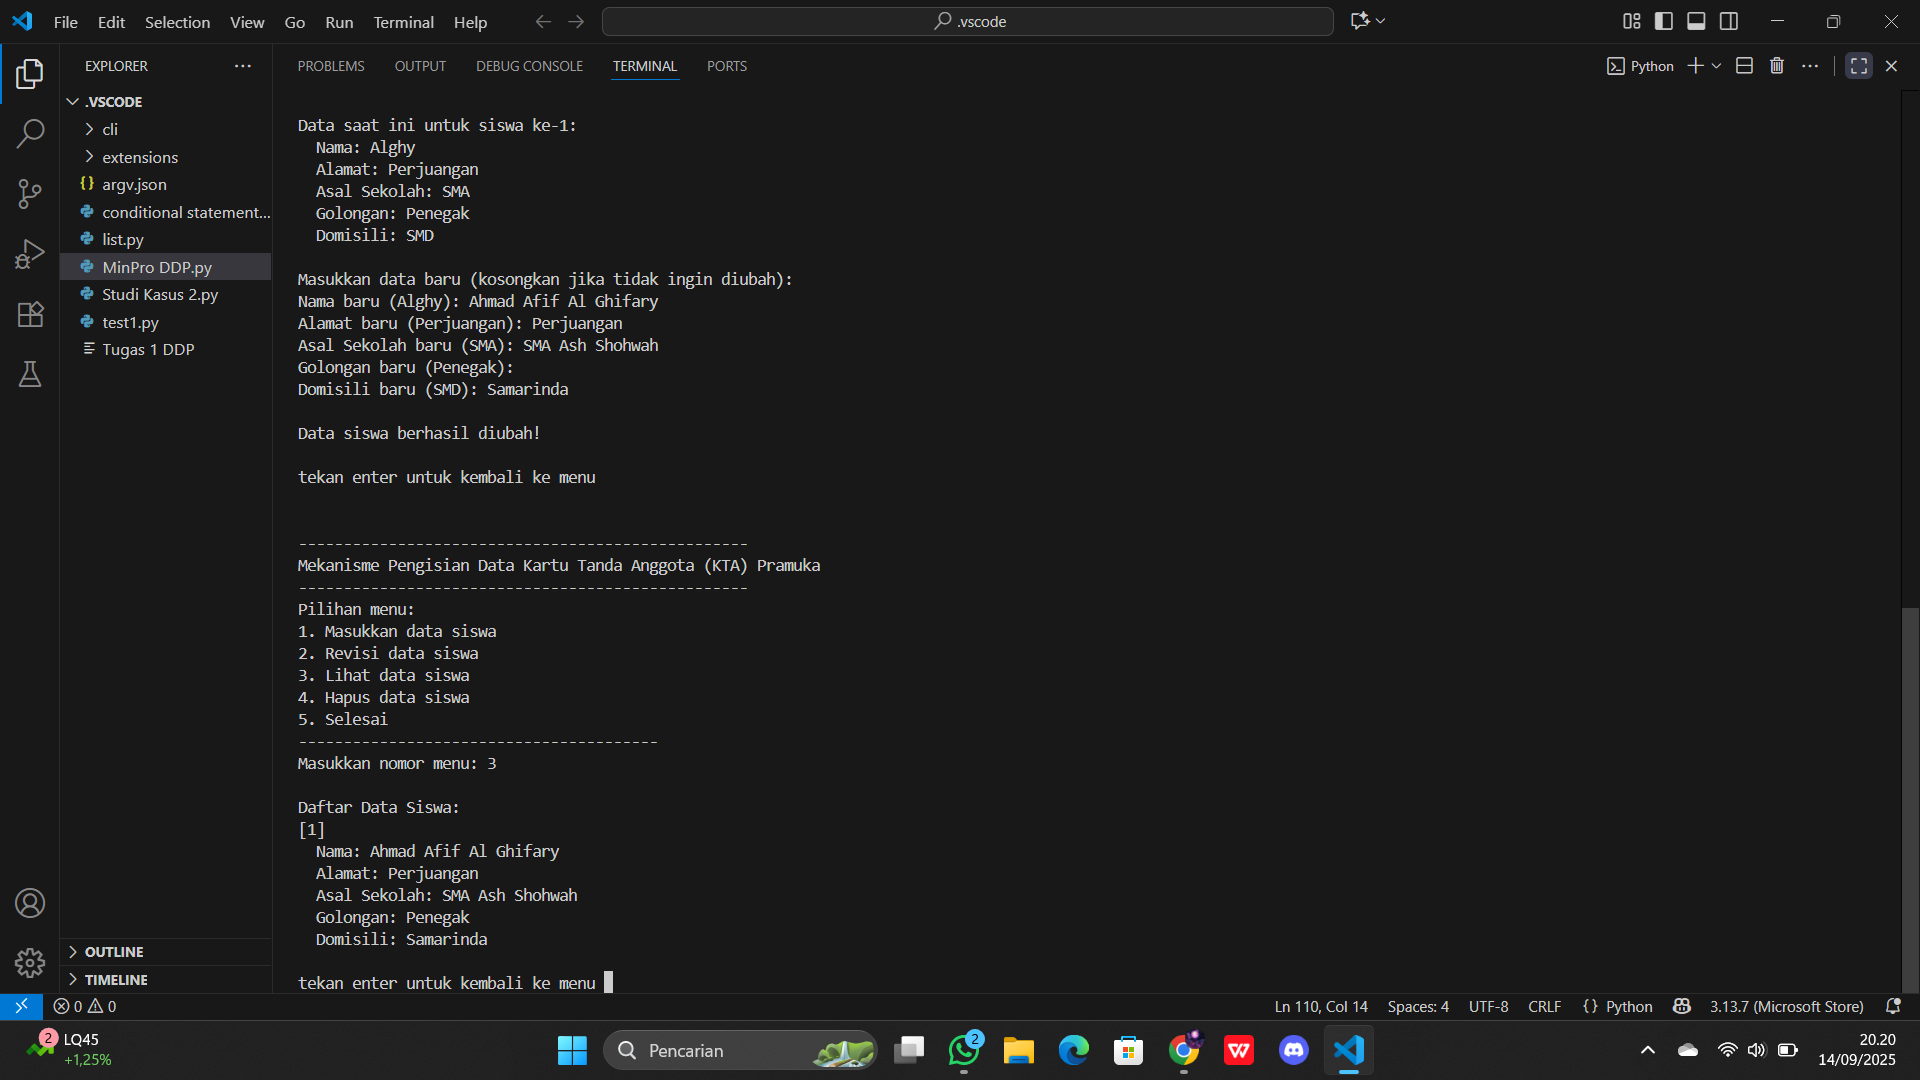 File Edit Selection View Go Run Terminal Help
.vscode
EXPLORER
.VSCODE
cli
extensions
argv.json
conditional statement...
list.py
MinPro DDP.py
Studi Kasus 2.py
test1.py
Tugas 1 DDP
OUTLINE
TIMELINE
PROBLEMS OUTPUT DEBUG CONSOLE TERMINAL PORTS
Python
Data saat ini untuk siswa ke-1:
Nama: Alghy
Alamat: Perjuangan
Asal Sekolah: SMA
Golongan: Penegak
Domisili: SMD
Masukkan data baru (kosongkan jika tidak ingin diubah):
Nama baru (Alghy): Ahmad Afif Al Ghifary
Alamat baru (Perjuangan): Perjuangan
Asal Sekolah baru (SMA): SMA Ash Shohwah
Golongan baru (Penegak):
Domisili baru (SMD): Samarinda
Data siswa berhasil diubah!
tekan enter untuk kembali ke menu
--------------------------------------------------
Mekanisme Pengisian Data Kartu Tanda Anggota (KTA) Pramuka
--------------------------------------------------
Pilihan menu:
1. Masukkan data siswa
2. Revisi data siswa
3. Lihat data siswa
4. Hapus data siswa
5. Selesai
----------------------------------------
Masukkan nomor menu: 3
Daftar Data Siswa:
[1]
Nama: Ahmad Afif Al Ghifary
Alamat: Perjuangan
Asal Sekolah: SMA Ash Shohwah
Golongan: Penegak
Domisili: Samarinda
tekan enter untuk kembali ke menu
0 0
Ln 110, Col 14 Spaces: 4 UTF-8 CRLF {} Python 3.13.7 (Microsoft Store)
2
LQ45
+1,25%
Pencarian
2
W
20.20
14/09/2025